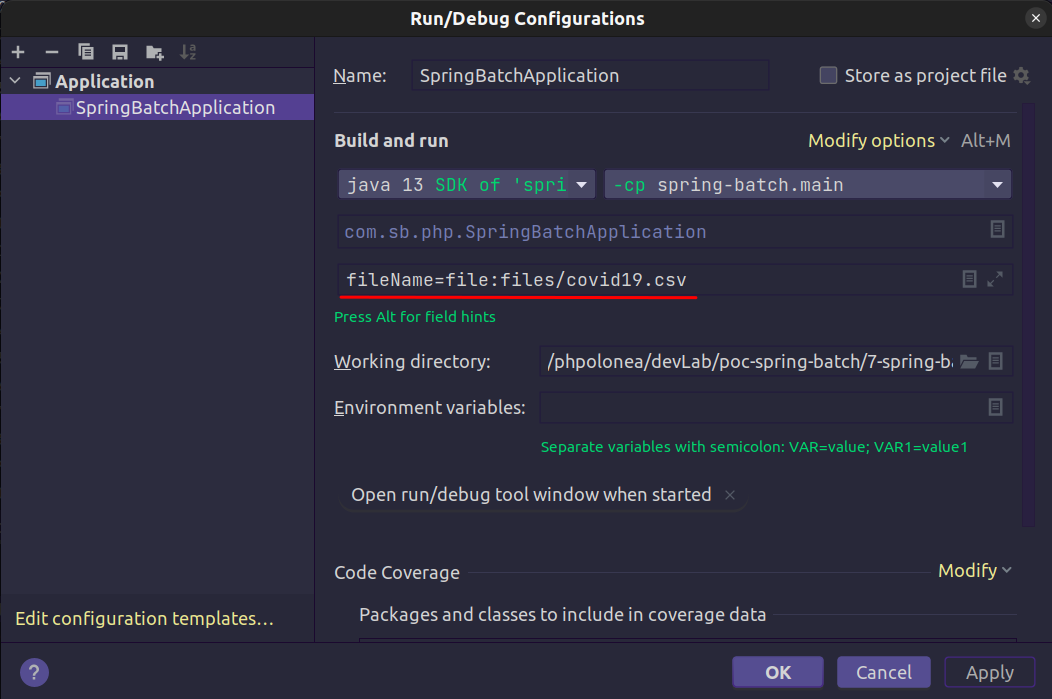 Run/Debug Configurations
Application
SpringBatchApplication
Name: SpringBatchApplication Store as project file
Build and run Modify options Alt+M
java 13 SDK of 'spri -cp spring-batch.main
com.sb.php.SpringBatchApplication
fileName=file:files/covid19.csv
Press Alt for field hints
Working directory: /phpolonea/devLab/poc-spring-batch/7-spring-ba
Environment variables:
Separate variables with semicolon: VAR=value; VAR1=value1
Open run/debug tool window when started
Code Coverage Modify
Packages and classes to include in coverage data
Edit configuration templates...
? OK Cancel Apply